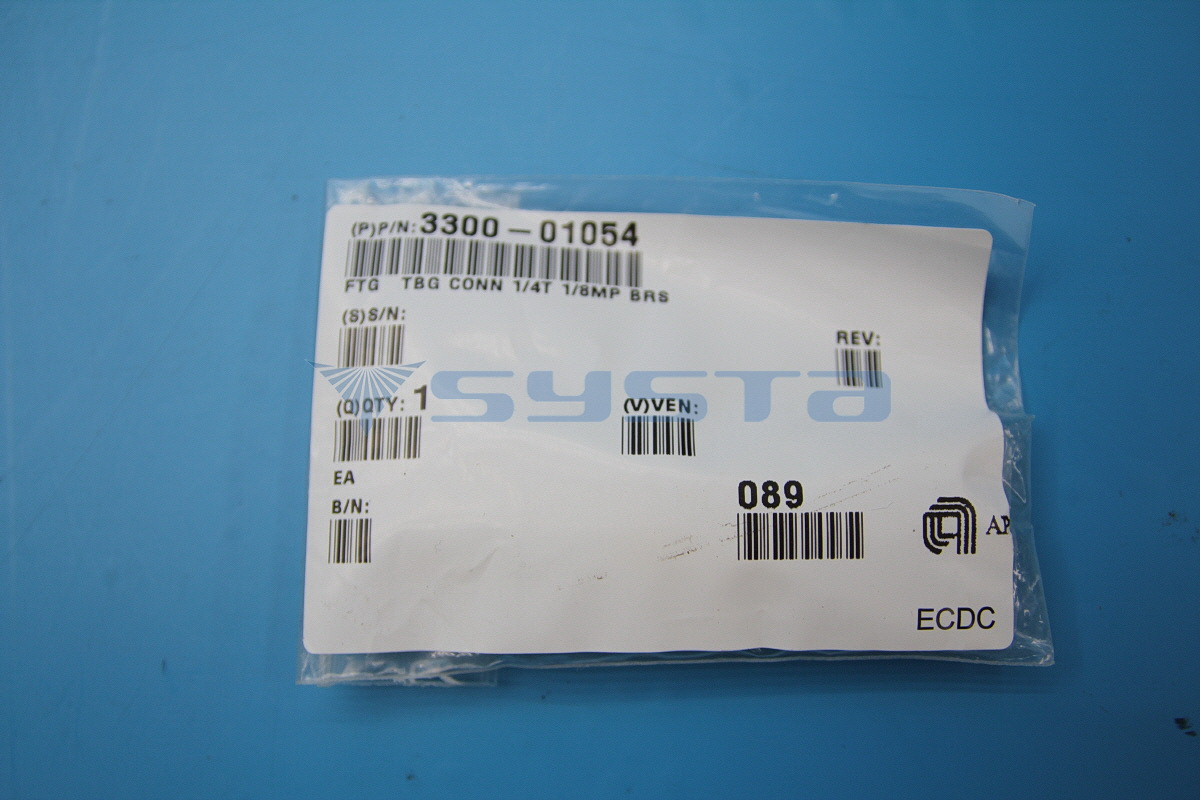 (P)P/N: 3300-01054
FTG TBG CONN 1/4T 1/8MP BRS
(S)S/N:
REV:
systa
(Q)QTY: 1
(V)VEN:
EA
B/N:
089
AP
ECDC